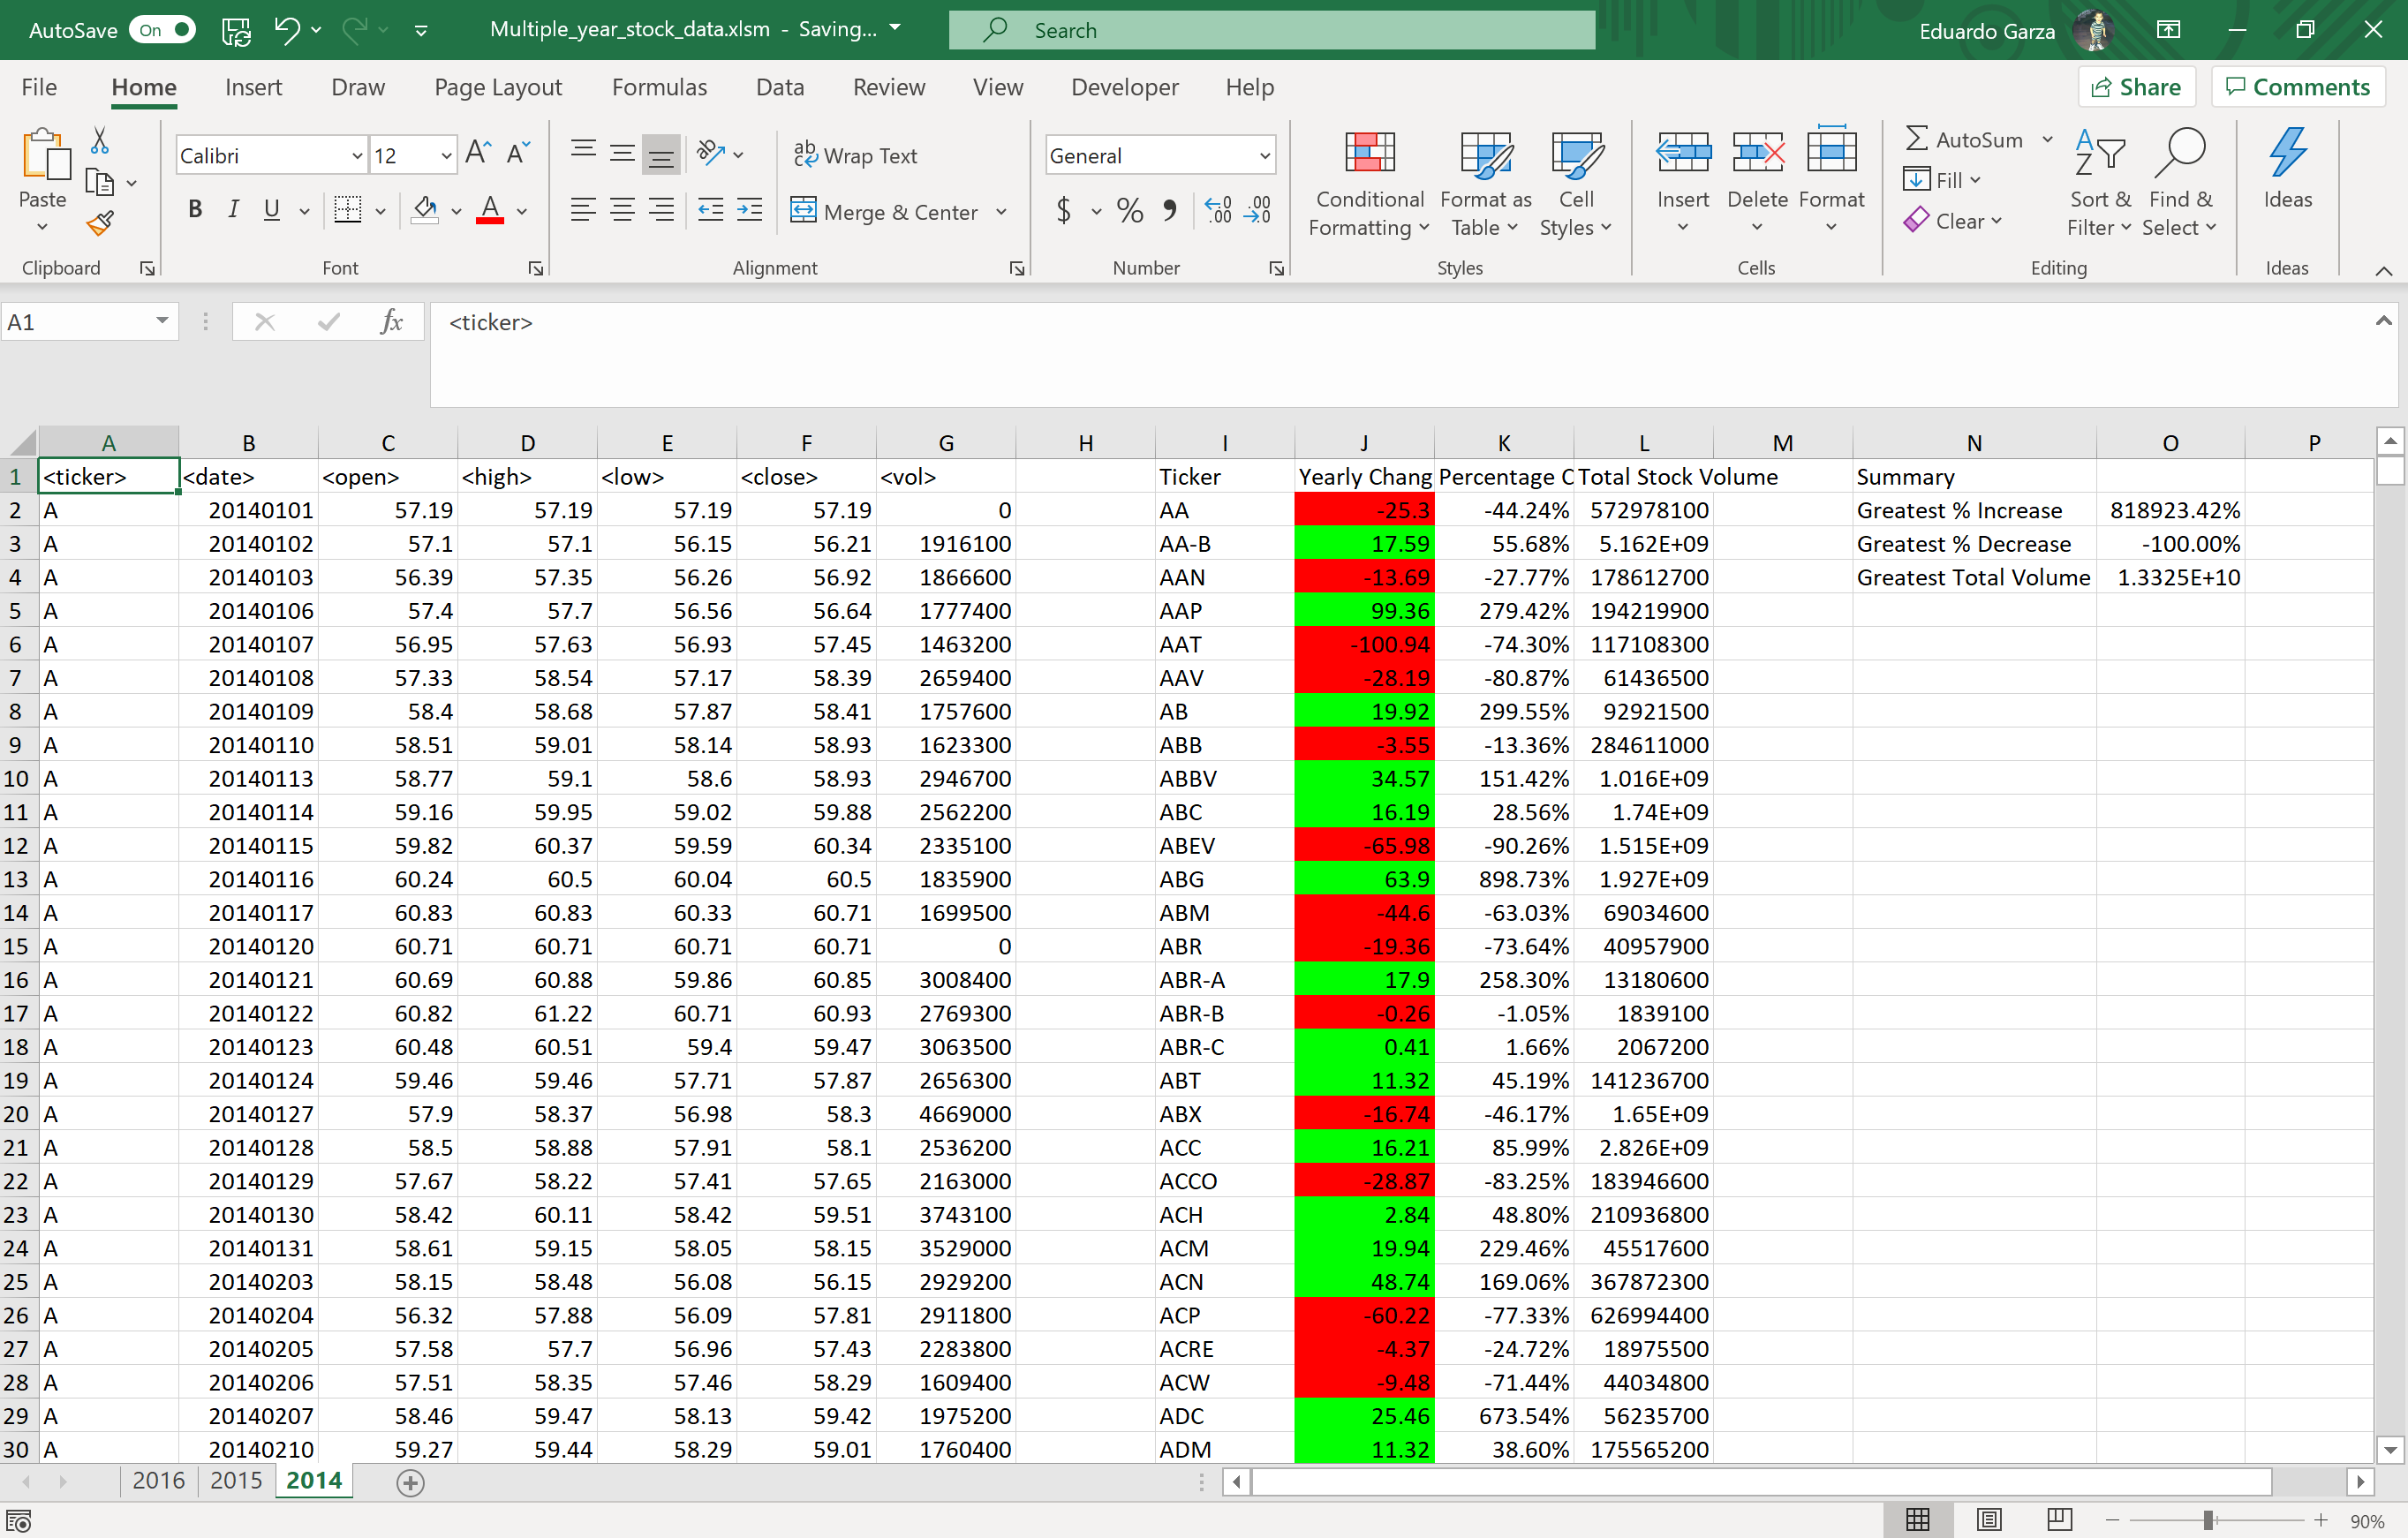 AutoSave On Multiple_year_stock_data.xlsm - Saving... Search Eduardo Garza
File Home Insert Draw Page Layout Formulas Data Review View Developer Help Share Comments
Paste
Clipboard
Calibri 12 A A
B I U A
Font
ab Wrap Text
Merge & Center
Alignment
General
$ % 9 .00 .00
Number
Conditional Formatting
Format as Table
Cell Styles
Styles
Insert Delete Format
Cells
AutoSum
Fill
Clear
Sort & Filter
Find & Select
Editing
Ideas
Ideas
A1 fx <ticker>
A B C D E F G H I J K L M N O P
1 <ticker> <date> <open> <high> <low> <close> <vol> Ticker Yearly Chang Percentage C Total Stock Volume Summary
2 A 20140101 57.19 57.19 57.19 57.19 0 AA -25.3 -44.24% 572978100 Greatest % Increase 818923.42%
3 A 20140102 57.1 57.1 56.15 56.21 1916100 AA-B 17.59 55.68% 5.162E+09 Greatest % Decrease -100.00%
4 A 20140103 56.39 57.35 56.26 56.92 1866600 AAN -13.69 -27.77% 178612700 Greatest Total Volume 1.3325E+10
5 A 20140106 57.4 57.7 56.56 56.64 1777400 AAP 99.36 279.42% 194219900
6 A 20140107 56.95 57.63 56.93 57.45 1463200 AAT -100.94 -74.30% 117108300
7 A 20140108 57.33 58.54 57.17 58.39 2659400 AAV -28.19 -80.87% 61436500
8 A 20140109 58.4 58.68 57.87 58.41 1757600 AB 19.92 299.55% 92921500
9 A 20140110 58.51 59.01 58.14 58.93 1623300 ABB -3.55 -13.36% 284611000
10 A 20140113 58.77 59.1 58.6 58.93 2946700 ABBV 34.57 151.42% 1.016E+09
11 A 20140114 59.16 59.95 59.02 59.88 2562200 ABC 16.19 28.56% 1.74E+09
12 A 20140115 59.82 60.37 59.59 60.34 2335100 ABEV -65.98 -90.26% 1.515E+09
13 A 20140116 60.24 60.5 60.04 60.5 1835900 ABG 63.9 898.73% 1.927E+09
14 A 20140117 60.83 60.83 60.33 60.71 1699500 ABM -44.6 -63.03% 69034600
15 A 20140120 60.71 60.71 60.71 60.71 0 ABR -19.36 -73.64% 40957900
16 A 20140121 60.69 60.88 59.86 60.85 3008400 ABR-A 17.9 258.30% 13180600
17 A 20140122 60.82 61.22 60.71 60.93 2769300 ABR-B -0.26 -1.05% 1839100
18 A 20140123 60.48 60.51 59.4 59.47 3063500 ABR-C 0.41 1.66% 2067200
19 A 20140124 59.46 59.46 57.71 57.87 2656300 ABT 11.32 45.19% 141236700
20 A 20140127 57.9 58.37 56.98 58.3 4669000 ABX -16.74 -46.17% 1.65E+09
21 A 20140128 58.5 58.88 57.91 58.1 2536200 ACC 16.21 85.99% 2.826E+09
22 A 20140129 57.67 58.22 57.41 57.65 2163000 ACCO -28.87 -83.25% 183946600
23 A 20140130 58.42 60.11 58.42 59.51 3743100 ACH 2.84 48.80% 210936800
24 A 20140131 58.61 59.15 58.05 58.15 3529000 ACM 19.94 229.46% 45517600
25 A 20140203 58.15 58.48 56.08 56.15 2929200 ACN 48.74 169.06% 367872300
26 A 20140204 56.32 57.88 56.09 57.81 2911800 ACP -60.22 -77.33% 626994400
27 A 20140205 57.58 57.7 56.96 57.43 2283800 ACRE -4.37 -24.72% 18975500
28 A 20140206 57.51 58.35 57.46 58.29 1609400 ACW -9.48 -71.44% 44034800
29 A 20140207 58.46 59.47 58.13 59.42 1975200 ADC 25.46 673.54% 56235700
30 A 20140210 59.27 59.44 58.29 59.01 1760400 ADM 11.32 38.60% 175565200
2016 2015 2014
90%